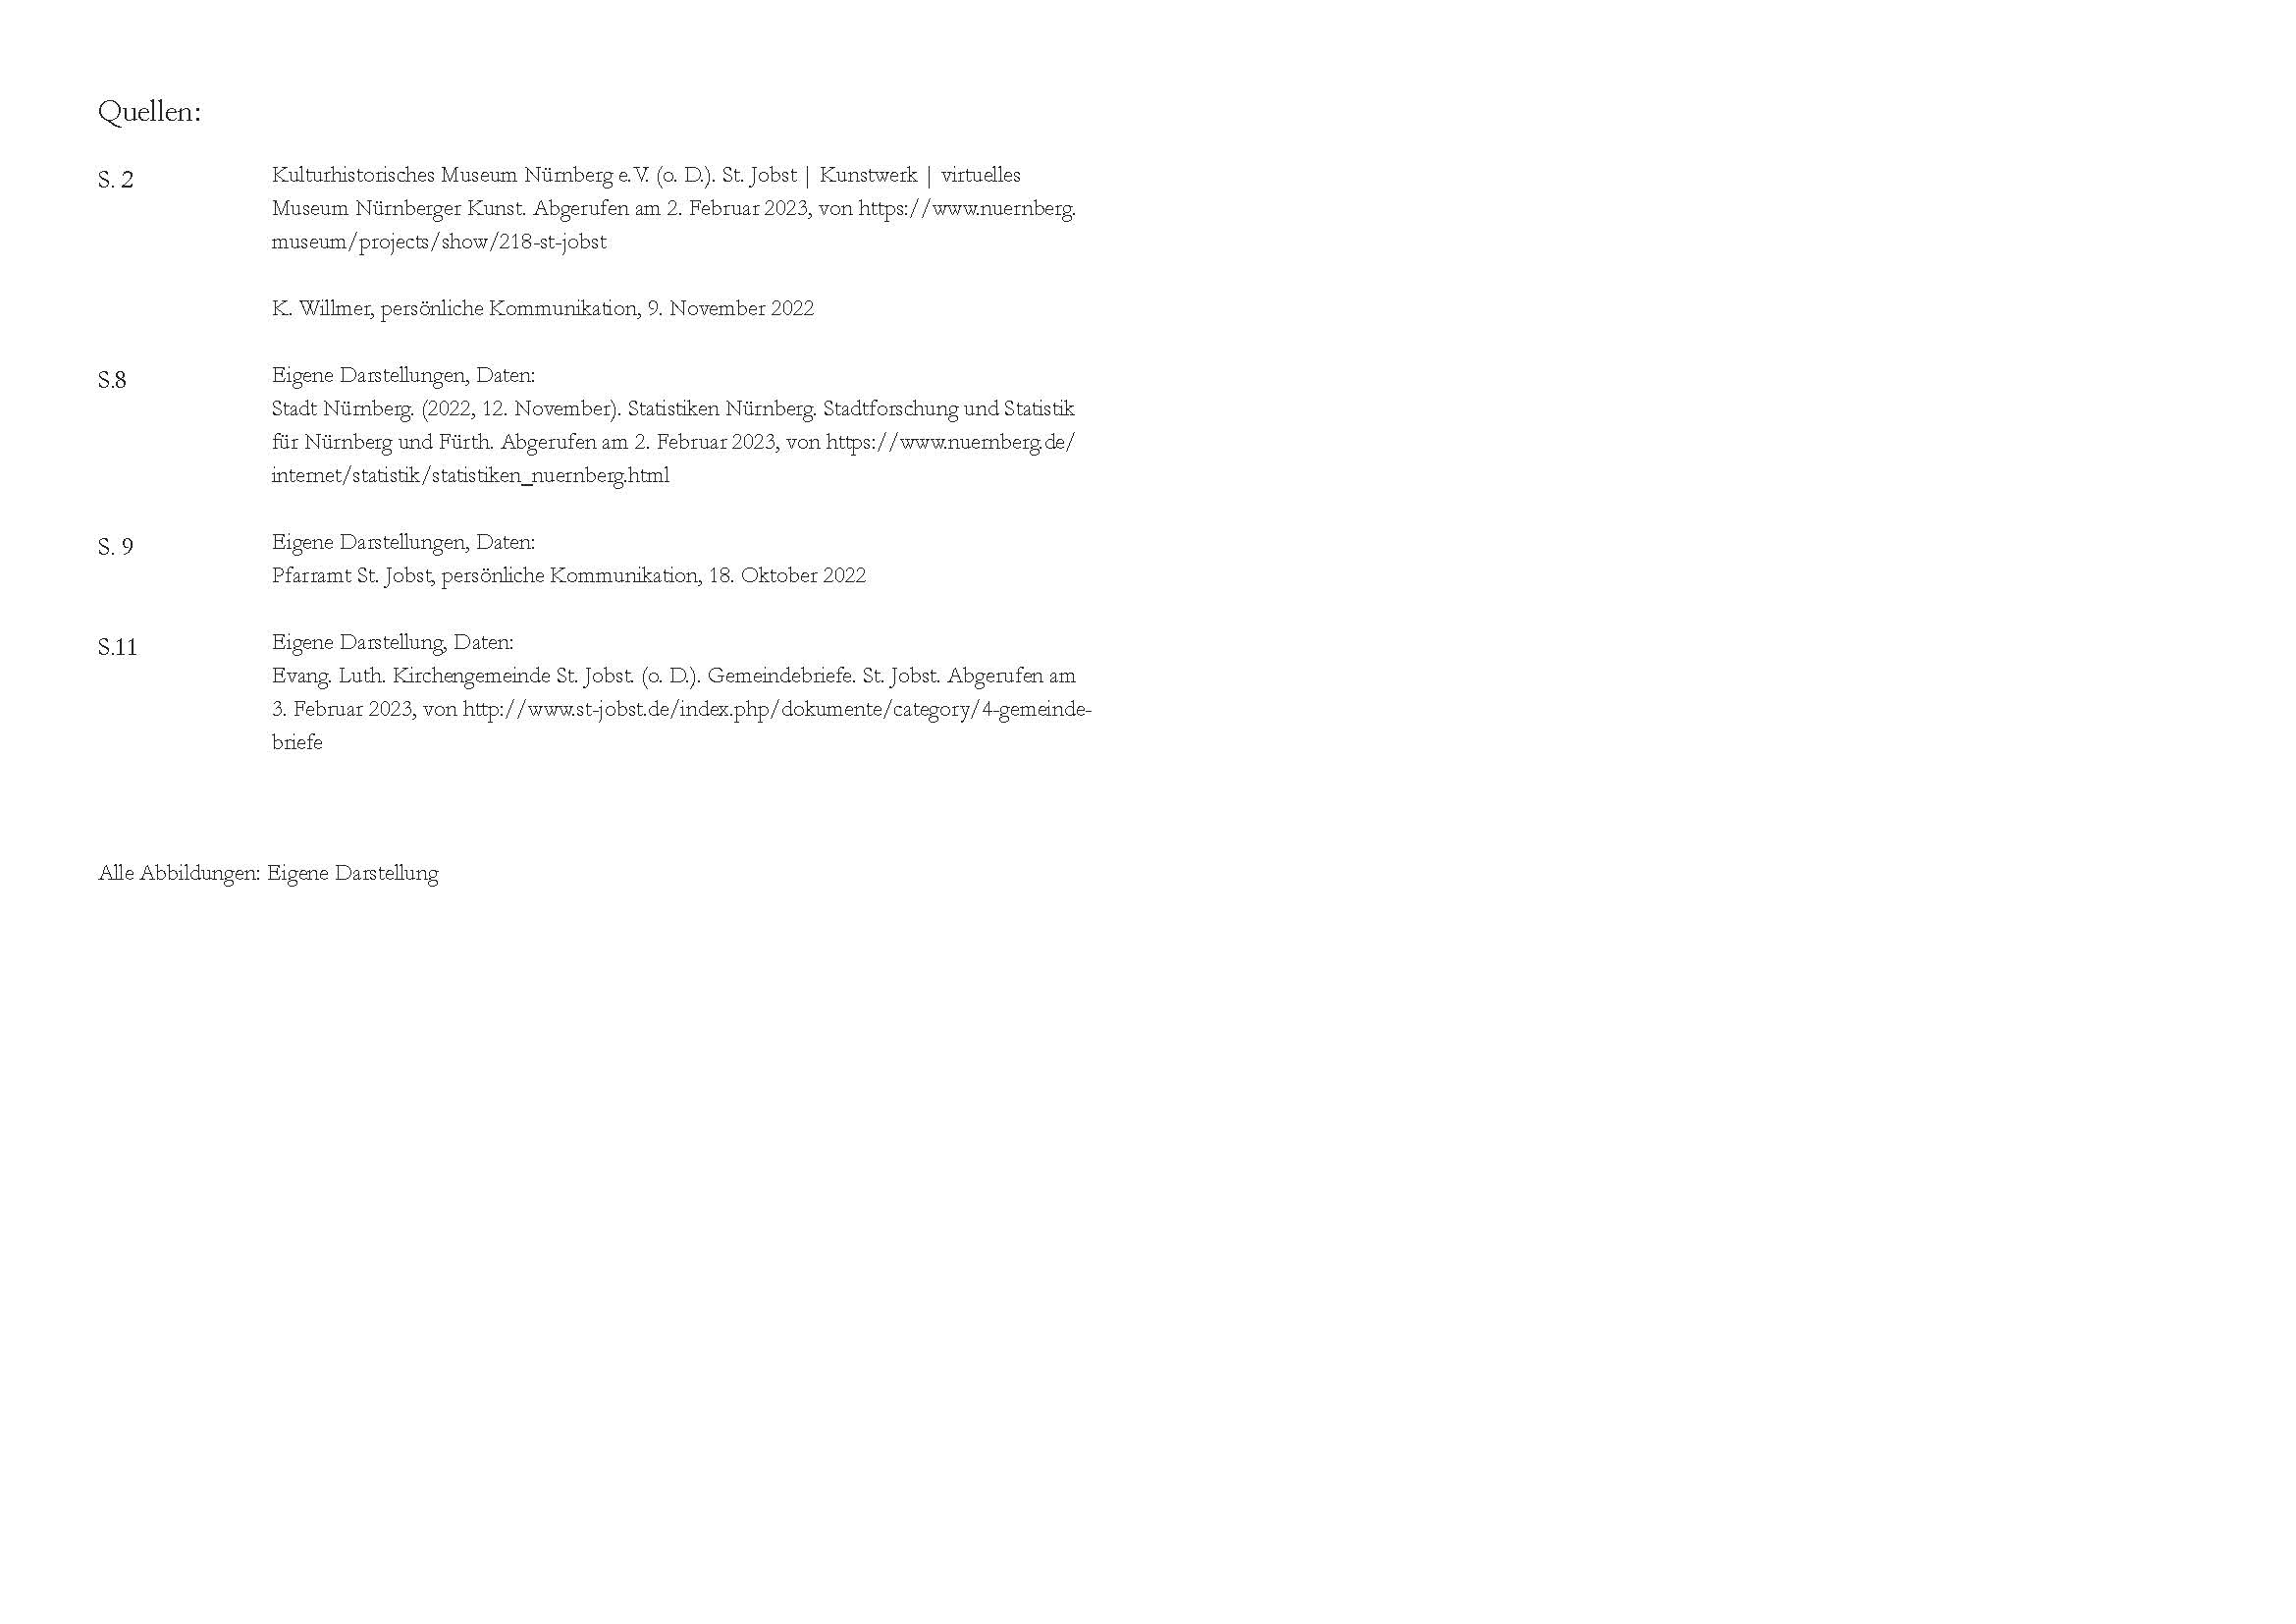 Quellen:
S. 2 Kulturhistorisches Museum Nürnberg e.V. (o. D.). St. Jobst | Kunstwerk | virtuelles
Museum Nürnberger Kunst. Abgerufen am 2. Februar 2023, von https://www.nuernberg.
museum/projects/show/218-st-jobst
K. Willmer, persönliche Kommunikation, 9. November 2022
S.8 Eigene Darstellungen, Daten:
Stadt Nürnberg. (2022, 12. November). Statistiken Nürnberg. Stadtforschung und Statistik
für Nürnberg und Fürth. Abgerufen am 2. Februar 2023, von https://www.nuernberg.de/
internet/statistik/statistiken_nuernberg.html
S. 9 Eigene Darstellungen, Daten:
Pfarramt St. Jobst, persönliche Kommunikation, 18. Oktober 2022
S.11 Eigene Darstellung, Daten:
Evang. Luth. Kirchengemeinde St. Jobst. (o. D.). Gemeindebriefe. St. Jobst. Abgerufen am
3. Februar 2023, von http://www.st-jobst.de/index.php/dokumente/category/4-gemeinde-
briefe
Alle Abbildungen: Eigene Darstellung